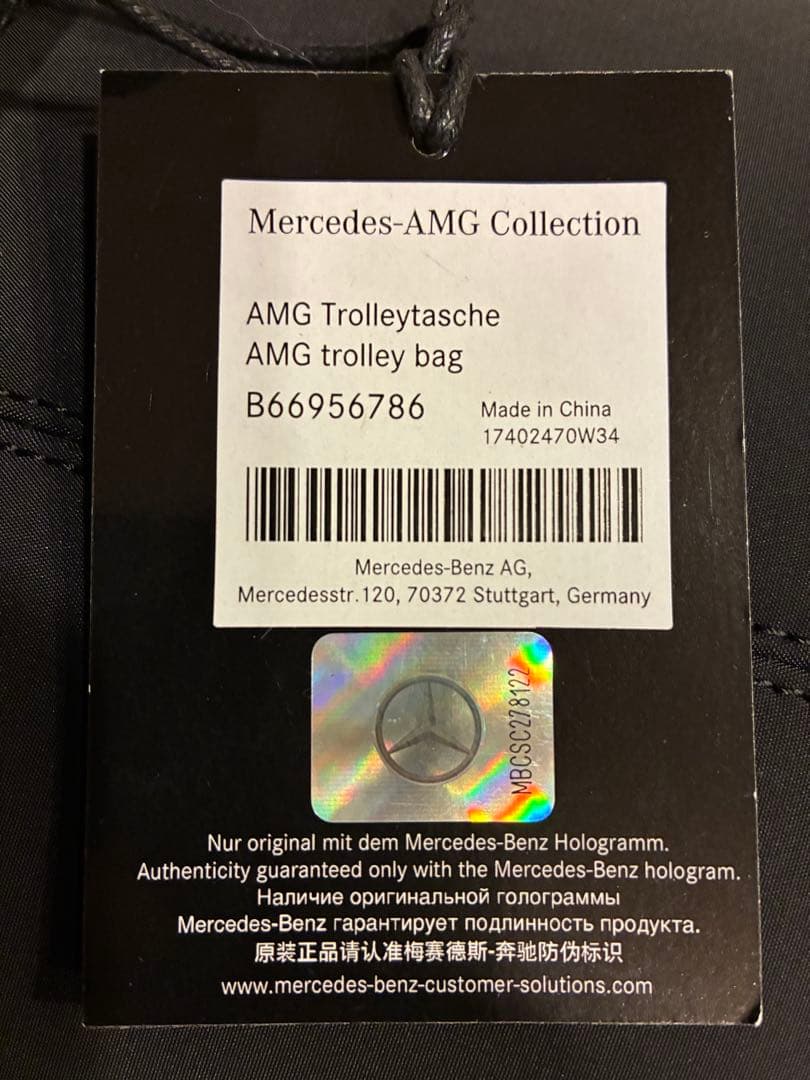 Mercedes-AMG Collection
AMG Trolleytasche
AMG trolley bag
B66956786
Made in China
17402470W34
Mercedes-Benz AG,
Mercedesstr.120, 70372 Stuttgart, Germany
MBCSC278122
Nur original mit dem Mercedes-Benz Hologramm.
Authenticity guaranteed only with the Mercedes-Benz hologram.
Наличие оригинальной голограммы
Mercedes-Benz гарантирует подлинность продукта.
原装正品请认准梅赛德斯-奔驰防伪标识
www.mercedes-benz-customer-solutions.com